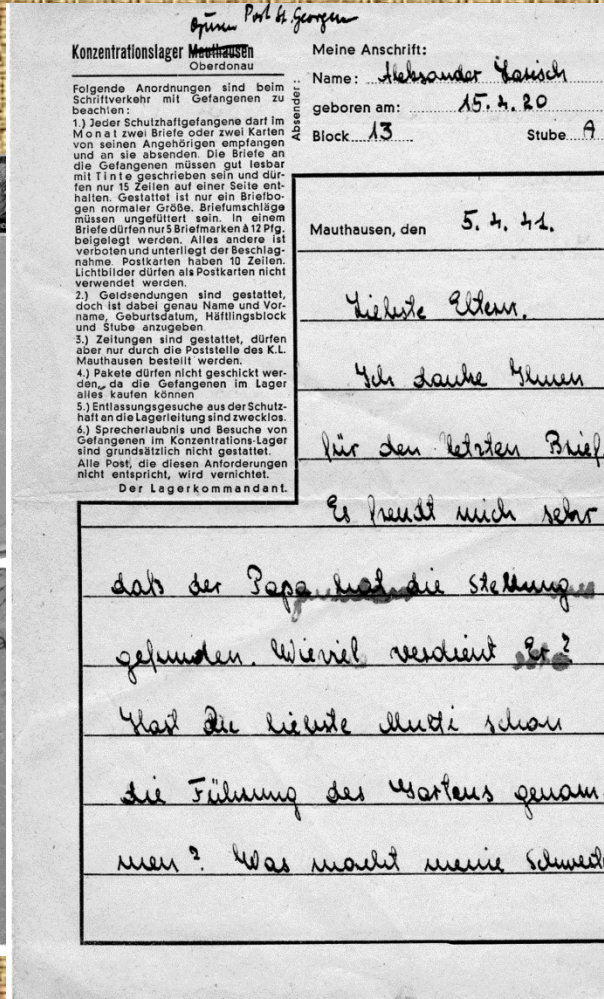 Gusen Post St. Georgen
Konzentrationslager Mauthausen
Oberdonau
Folgende Anordnungen sind beim
Schriftverkehr mit Gefangenen zu
beachten:
1.) Jeder Schutzhaftgefangene darf im
Monat zwei Briefe oder zwei Karten
von seinen Angehörigen empfangen
und an sie absenden. Die Briefe an
die Gefangenen müssen gut lesbar
mit Tinte geschrieben sein und dür-
fen nur 15 Zeilen auf einer Seite ent-
halten. Gestattet ist nur ein Briefbo-
gen normaler Größe. Briefumschläge
müssen ungefüttert sein. In einem
Briefe dürfen nur 5 Briefmarken à 12 Pfg.
beigelegt werden. Alles andere ist
verboten und unterliegt der Beschlag-
nahme. Postkarten haben 10 Zeilen.
Lichtbilder dürfen als Postkarten nicht
verwendet werden.
2.) Geldsendungen sind gestattet,
doch ist dabei genau Name und Vor-
name, Geburtsdatum, Häftlingsblock
und Stube anzugeben.
3.) Zeitungen sind gestattet, dürfen
aber nur durch die Poststelle des K.L.
Mauthausen bestellt werden.
4.) Pakete dürfen nicht geschickt wer-
den, da die Gefangenen im Lager
alles kaufen können
5.) Entlassungsgesuche aus der Schutz-
haft an die Lagerleitung sind zwecklos.
6.) Sprecherlaubnis und Besuche von
Gefangenen im Konzentrations-Lager
sind grundsätzlich nicht gestattet.
Alle Post, die diesen Anforderungen
nicht entspricht, wird vernichtet.
Der Lagerkommandant.
Absender:
Meine Anschrift:
Name: Aleksander Larisch
geboren am: 15. 4. 20
Block 13 Stube A
Mauthausen, den 5. 4. 41.
Liebste Eltern.
Ich danke Ihnen
für den letzten Brief
Es freudt mich sehr
daß der Papa hat die Stellung
gefunden. Wieviel verdient Er?
Hast Du liebste Mutti schon
die Führung des Gartens genam-
men? Was macht meine